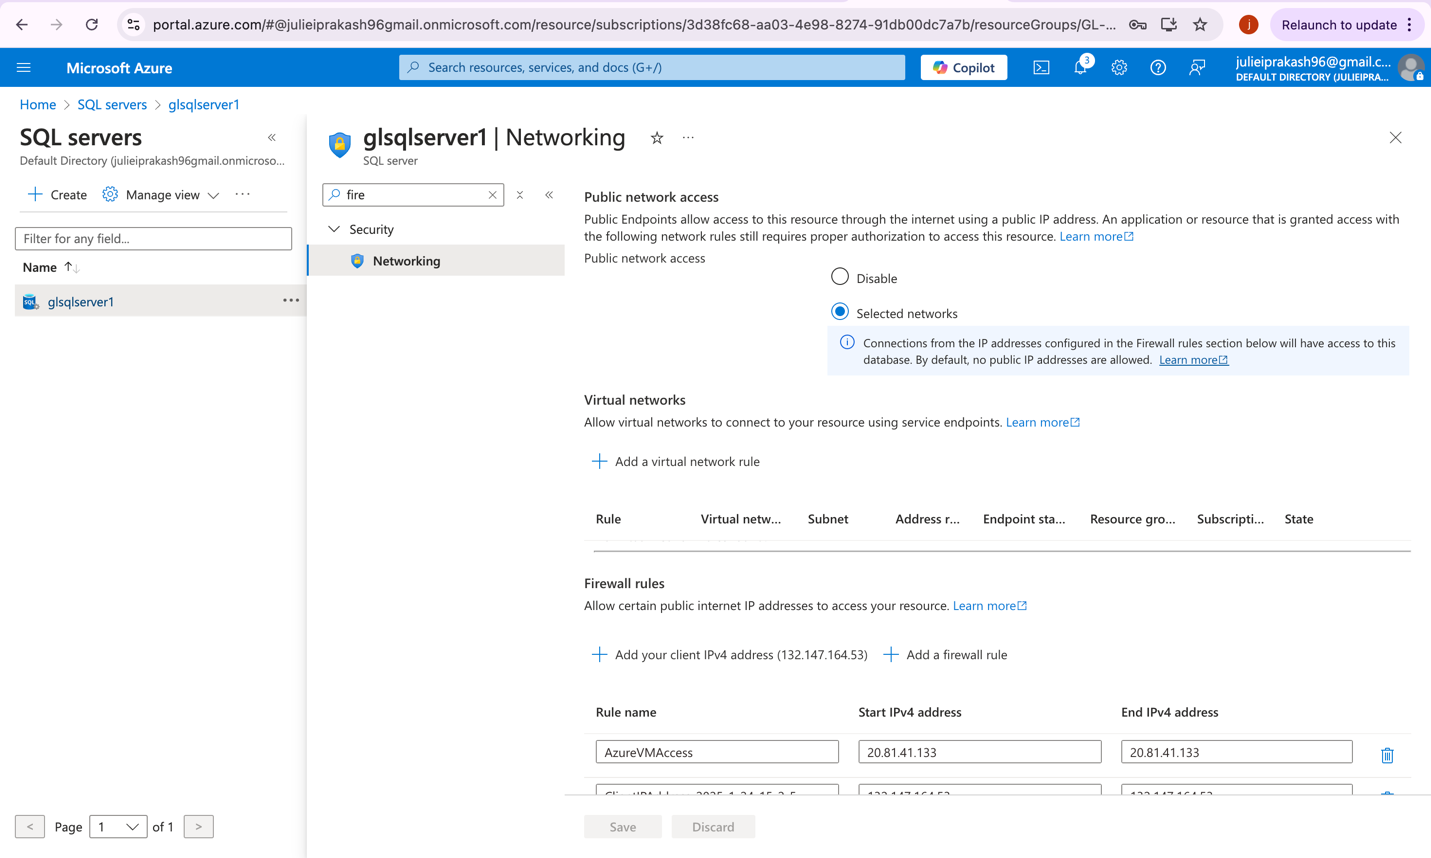 portal.azure.com/#@julieiprakash96gmail.onmicrosoft.com/resource/subscriptions/3d38fc68-aa03-4e98-8274-91db00dc7a7b/resourceGroups/GL-...
j
Relaunch to update
Microsoft Azure
Search resources, services, and docs (G+/)
Copilot
3
julieiprakash96@gmail.c...
DEFAULT DIRECTORY (JULIEIPRA...
Home > SQL servers > glsqlserver1
SQL servers
Default Directory (julieiprakash96gmail.onmicroso...
Create
Manage view
Filter for any field...
Name
SQL
glsqlserver1
< Page 1 of 1 >
glsqlserver1 | Networking
SQL server
fire
Security
Networking
Public network access
Public Endpoints allow access to this resource through the internet using a public IP address. An application or resource that is granted access with
the following network rules still requires proper authorization to access this resource. Learn more
Public network access
Disable
Selected networks
Connections from the IP addresses configured in the Firewall rules section below will have access to this
database. By default, no public IP addresses are allowed. Learn more
Virtual networks
Allow virtual networks to connect to your resource using service endpoints. Learn more
Add a virtual network rule
Rule Virtual netw... Subnet Address r... Endpoint sta... Resource gro... Subscripti... State
Firewall rules
Allow certain public internet IP addresses to access your resource. Learn more
Add your client IPv4 address (132.147.164.53) Add a firewall rule
Rule name Start IPv4 address End IPv4 address
AzureVMAccess 20.81.41.133 20.81.41.133
132.147.164.53 132.147.164.53
Save Discard